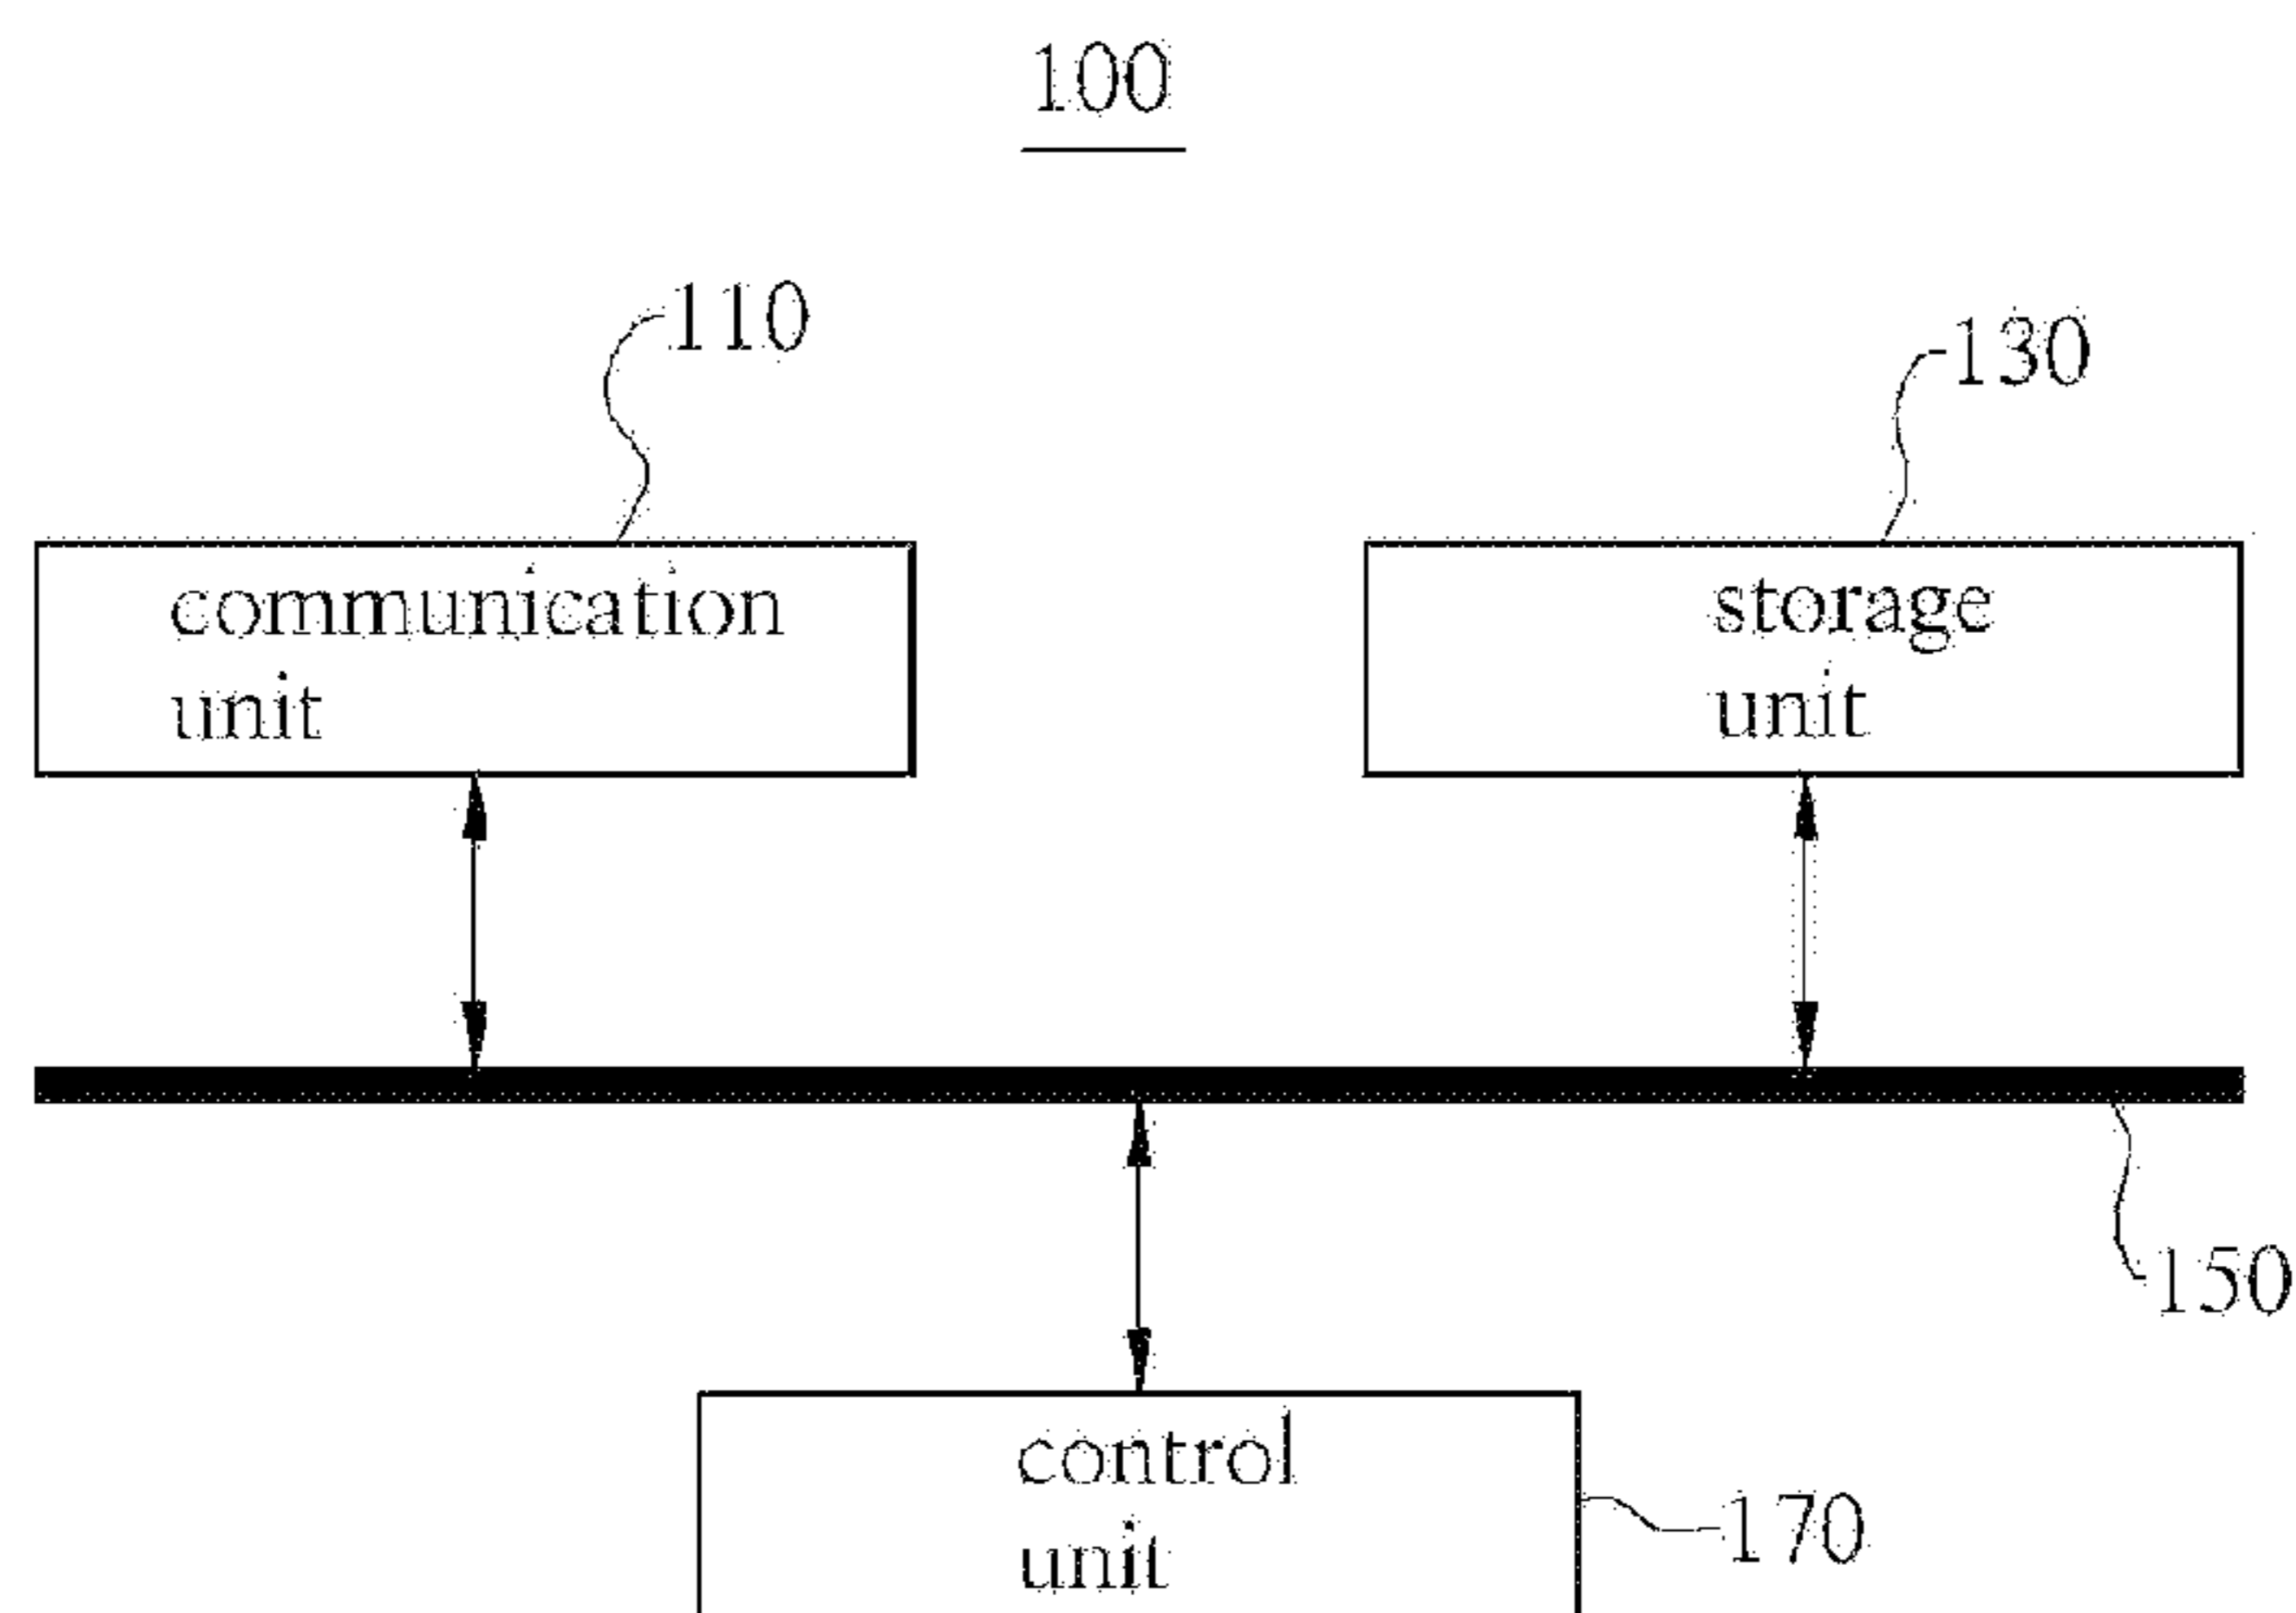 100
110
130
communication
unit
storage
unit
150
control
unit
170